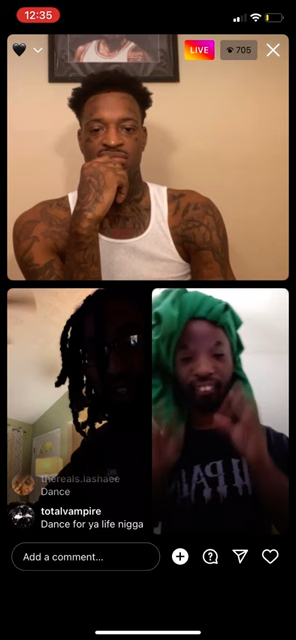 12:35
LIVE
705
thereals.lashaee
Dance
totalvampire
Dance for ya life nigga
Add a comment...